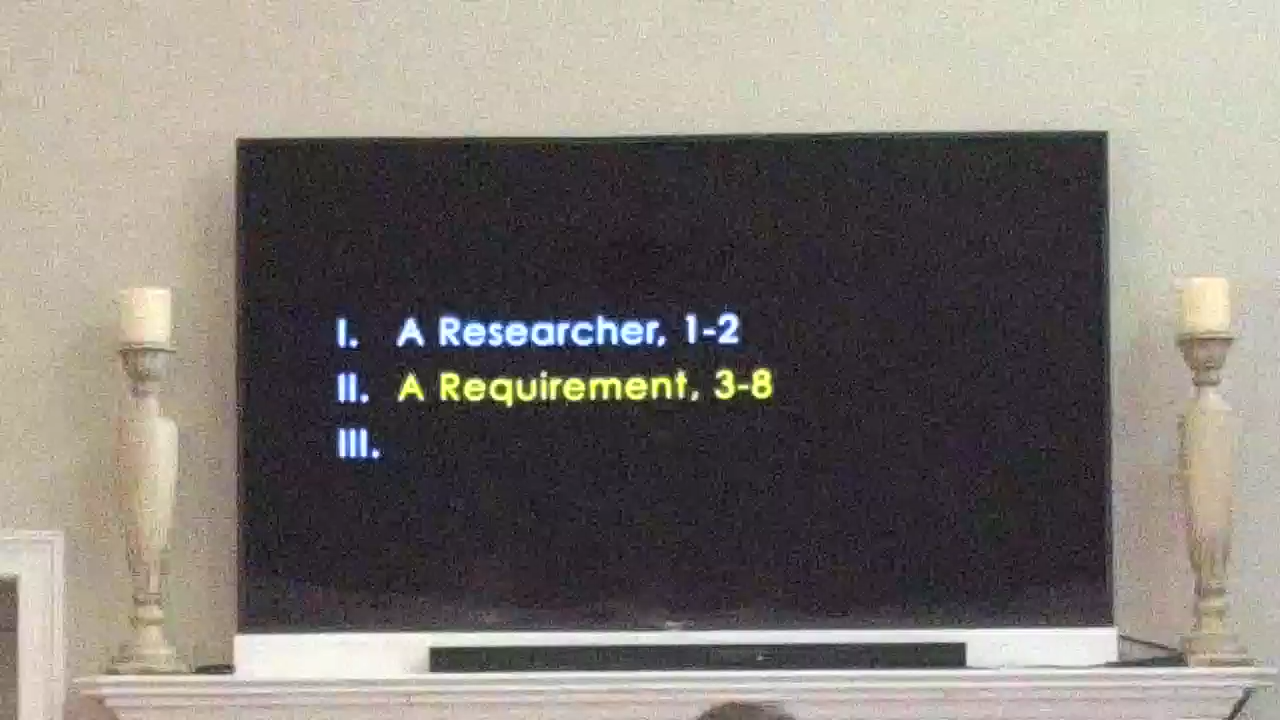 I. A Researcher, 1-2
II. A Requirement, 3-8
III.